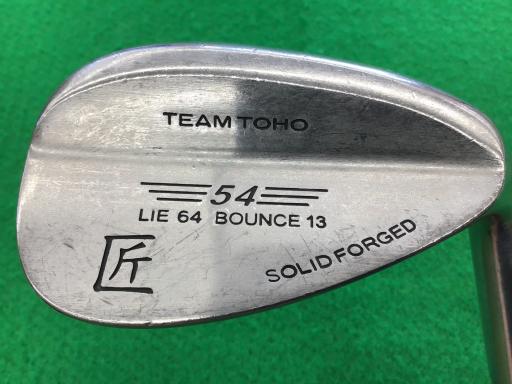 TEAM TOHO
54
LIE 64 BOUNCE 13
匠
SOLID FORGED